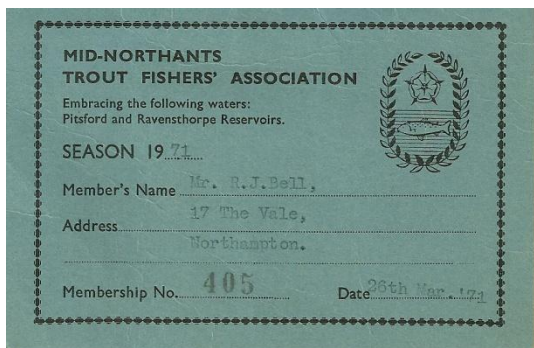 MID-NORTHANTS
TROUT FISHERS' ASSOCIATION
Embracing the following waters:
Pitsford and Ravensthorpe Reservoirs.
SEASON 1971
Member's Name Mr. R.J.Bell,
Address 17 The Vale,
Northampton.
Membership No. 405 Date 26th Mar. '71